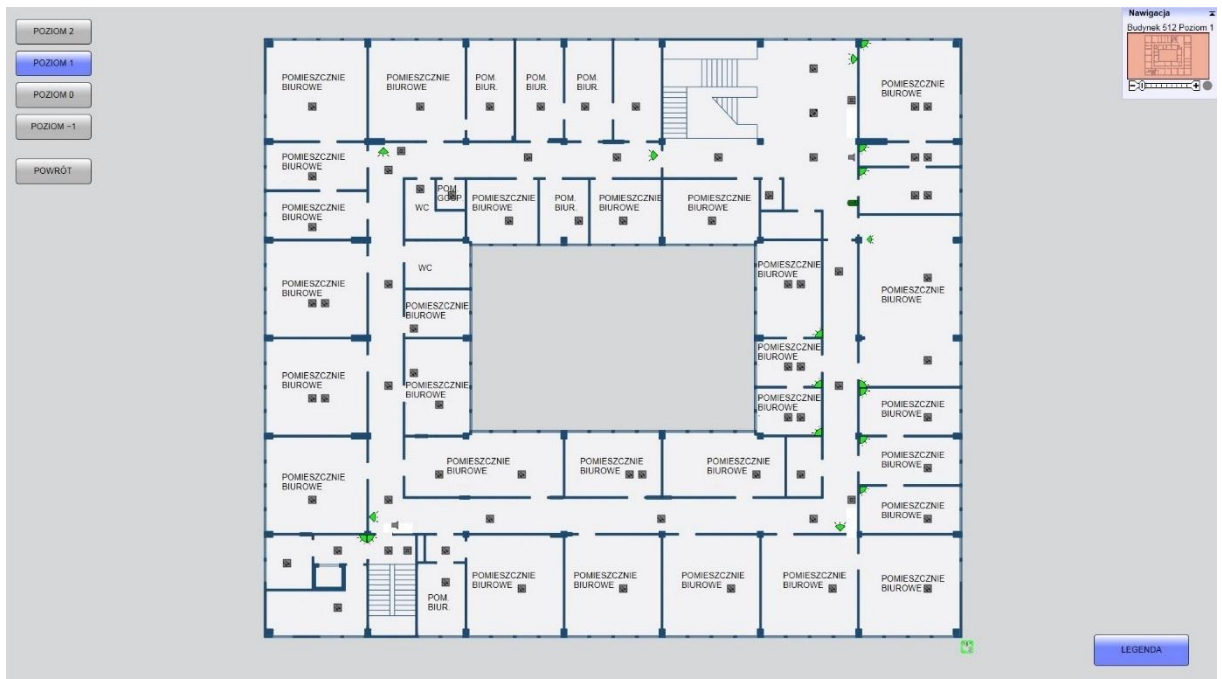 POZIOM 2
POZIOM 1
POZIOM 0
POZIOM -1
POWRÓT
Nawigacja
Budynek 512 Poziom 1
POMIESZCZNIE
BIUROWE
POMIESZCZNIE
BIUROWE
POM.
BIUR.
POM.
BIUR.
POM.
BIUR.
POMIESZCZNIE
BIUROWE
POMIESZCZNIE
BIUROWE
POMIESZCZNIE
BIUROWE
WC
POM.
GOSP.
POMIESZCZNIE
BIUROWE
POM.
BIUR.
POMIESZCZNIE
BIUROWE
POMIESZCZNIE
BIUROWE
POMIESZCZNIE
BIUROWE
WC
POMIESZCZNIE
BIUROWE
POMIESZCZNIE
BIUROWE
POMIESZCZNIE
BIUROWE
POMIESZCZNIE
BIUROWE
POMIESZCZNIE
BIUROWE
POMIESZCZNIE
BIUROWE
POMIESZCZNIE
BIUROWE
POMIESZCZNIE
BIUROWE
POMIESZCZNIE
BIUROWE
POMIESZCZNIE
BIUROWE
POMIESZCZNIE
BIUROWE
POMIESZCZNIE
BIUROWE
POMIESZCZNIE
BIUROWE
POMIESZCZNIE
BIUROWE
POMIESZCZNIE
BIUROWE
POM.
BIUR.
POMIESZCZNIE
BIUROWE
POMIESZCZNIE
BIUROWE
POMIESZCZNIE
BIUROWE
POMIESZCZNIE
BIUROWE
POMIESZCZNIE
BIUROWE
LEGENDA